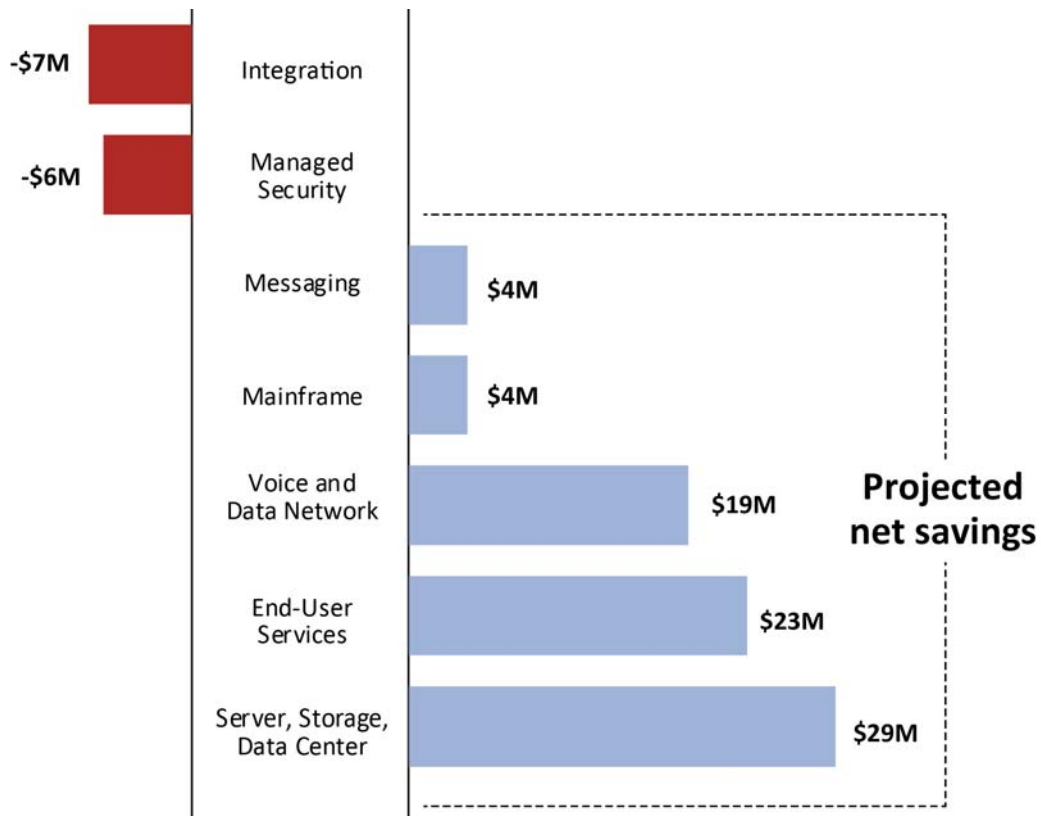 -$7M
Integration
-$6M
Managed
Security
Messaging
$4M
Mainframe
$4M
Voice and
Data Network
$19M
Projected
net savings
End-User
Services
$23M
Server, Storage,
Data Center
$29M